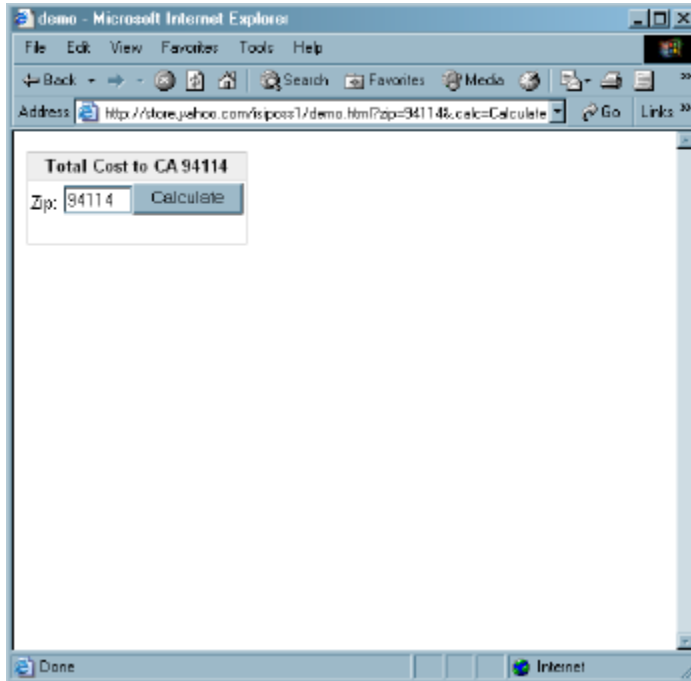 demo - Microsoft Internet Explorer
File Edit View Favorites Tools Help
Back Search Favorites Media »
Address http://store.yahoo.com/isiposs1/demo.html?zip=94114&.calc=Calculate Go Links »
Total Cost to CA 94114
Zip: 94114 Calculate
Done Internet